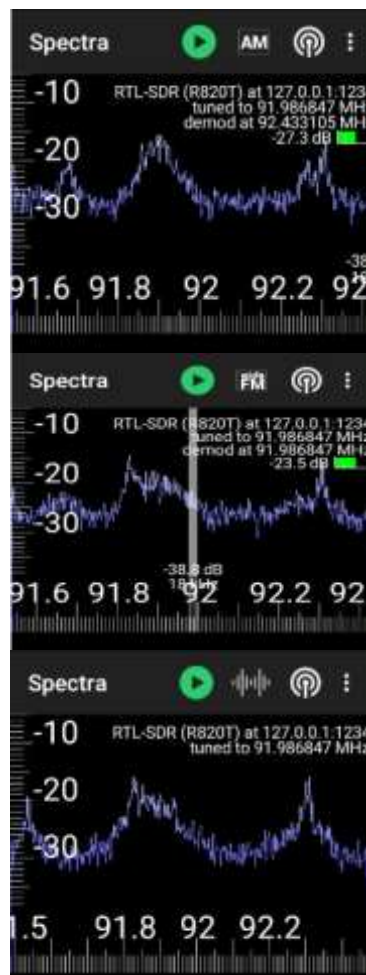 Spectra AM
-10 RTL-SDR (R820T) at 127.0.0.1:1234
tuned to 91.986847 MH
demod at 92.433105 MH
-27.3 dB
-20
-30
-38
91.6 91.8 92 92.2 92
Spectra FM
-10 RTL-SDR (R820T) at 127.0.0.1:1234
tuned to 91.986847 MHz
demod at 91.986847 MHz
-23.5 dB
-20
-30
-38.8 dB
18 kHz
91.6 91.8 92 92.2 92
Spectra
-10 RTL-SDR (R820T) at 127.0.0.1:1234
tuned to 91.986847 MHz
-20
-30
1.5 91.8 92 92.2